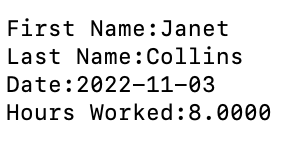 First Name:Janet
Last Name:Collins
Date:2022-11-03
Hours Worked:8.0000